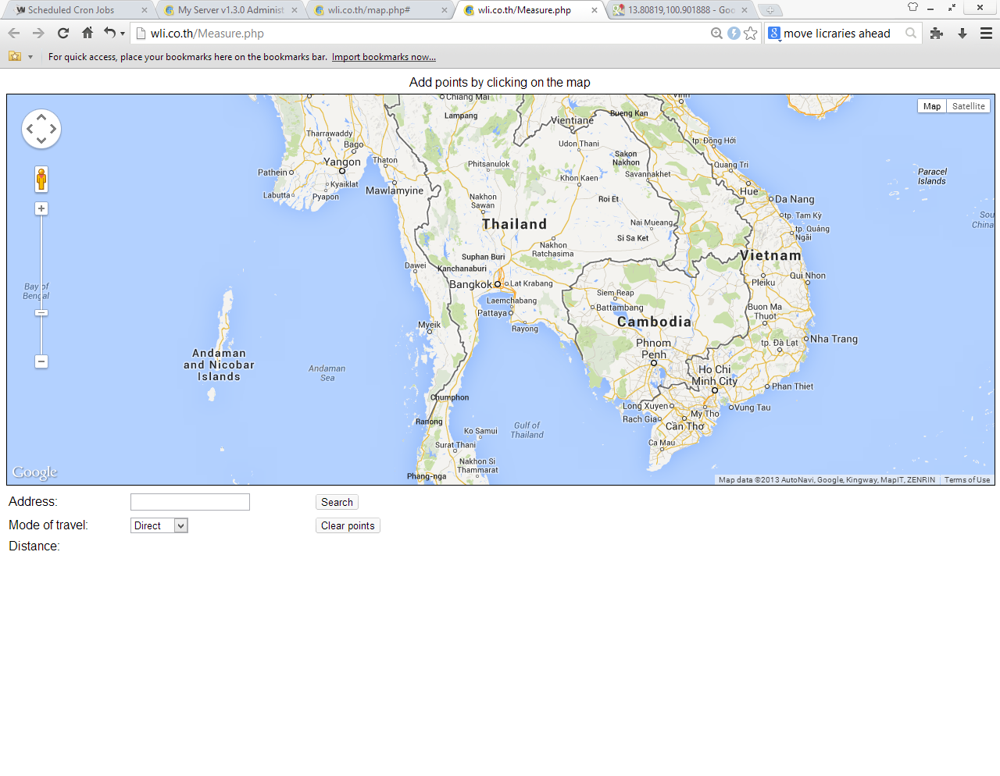 Scheduled Cron Jobs
My Server v1.3.0 Administ
wli.co.th/map.php#
wli.co.th/Measure.php
13.80819,100.901888 - Goo
wli.co.th/Measure.php
move licraries ahead
For quick access, place your bookmarks here on the bookmarks bar. Import bookmarks now...
Add points by clicking on the map
Map
Satellite
Chiang Mai
Lampang
Vientiane
Bueng Kan
Vinh
Tharrawaddy
Bago
Udon Thani
tp. Đồng Hới
Pathein
Yangon
Thaton
Phitsanulok
Sakon
Nakhon
Savannakhet
Quang Tri
Paracel
Islands
Labutta
Kyaiklat
Pyapon
Mawlamyine
Khon Kaen
Hue
Nakhon
Sawan
Roi Et
Da Nang
Thailand
Nai Mueang
tp. Tam Kỳ
Sou
China
Si Sa Ket
tp. Quảng
Ngãi
Nakhon
Ratchasima
Suphan Buri
Vietnam
Dawei
Kanchanaburi
Bangkok
Lat Krabang
Pleiku
Qui Nhon
Bay of
Bengal
Laemchabang
Siem Reap
Battambang
Pattaya
Buon Ma
Thuot
Myeik
Rayong
Cambodia
Phnom
Penh
tp. Đà Lạt
Nha Trang
Andaman
and Nicobar
Islands
Andaman
Sea
Ho Chi
Minh City
Phan Thiet
Chumphon
Long Xuyen
My Tho
Vung Tau
Ranong
Rach Gia
Cần Thơ
Ko Samui
Gulf of
Thailand
Surat Thani
Ca Mau
Nakhon Si
Thammarat
Phang-nga
Google
Map data ©2013 AutoNavi, Google, Kingway, MapIT, ZENRIN
Terms of Use
Address:
Search
Mode of travel:
Direct
Clear points
Distance: